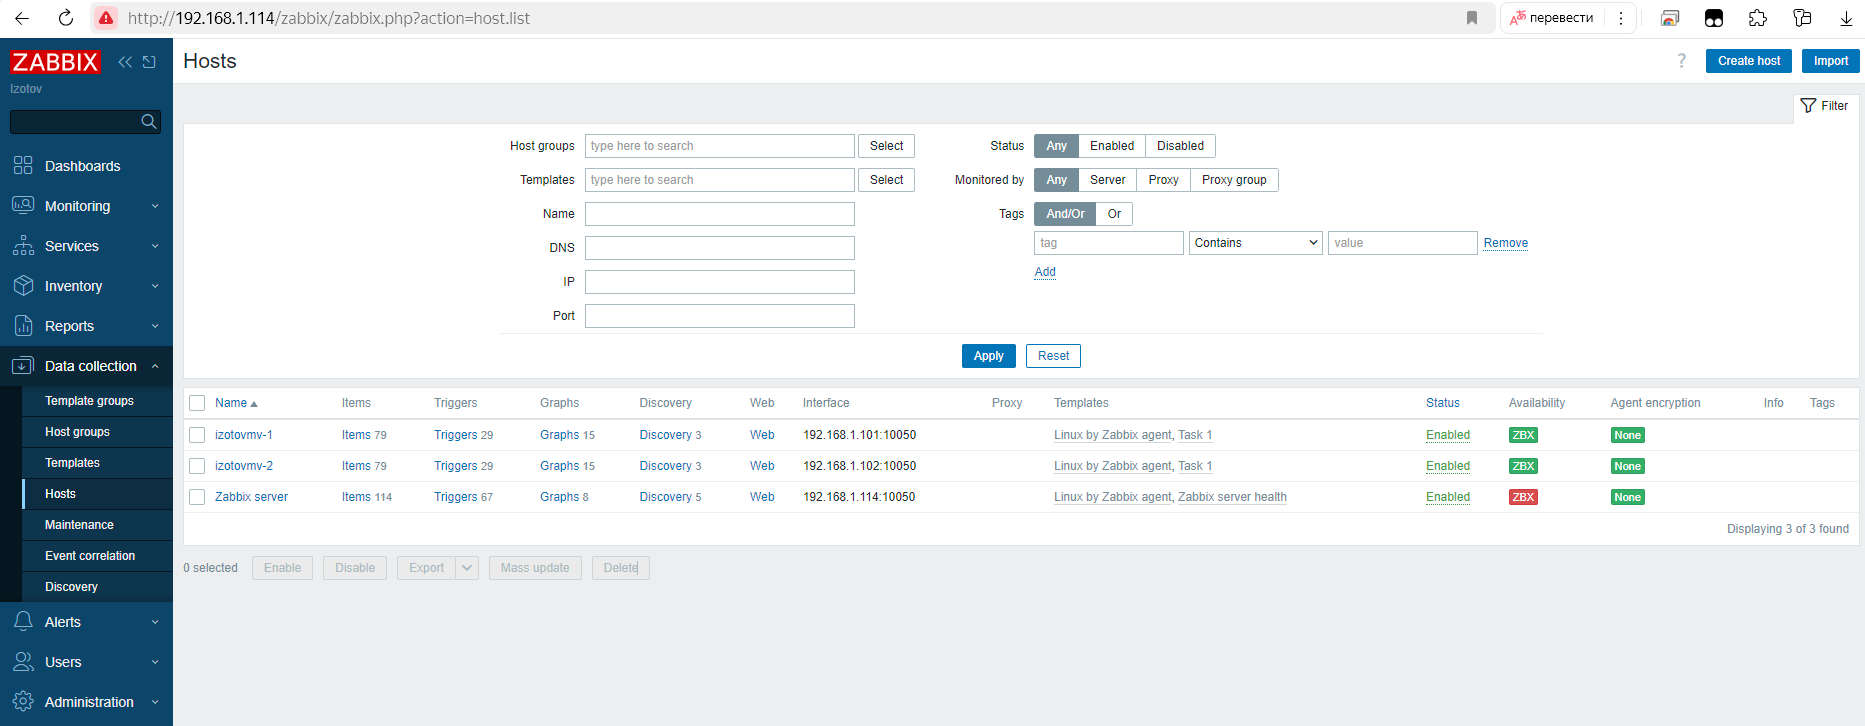 http://192.168.1.114/zabbix/zabbix.php?action=host.list
перевести
ZABBIX
Izotov
Dashboards
Monitoring
Services
Inventory
Reports
Data collection
Template groups
Host groups
Templates
Hosts
Maintenance
Event correlation
Discovery
Alerts
Users
Administration
Hosts
? Create host Import
Filter
Host groups type here to search Select Status Any Enabled Disabled
Templates type here to search Select Monitored by Any Server Proxy Proxy group
Name Tags And/Or Or
DNS tag Contains value Remove
IP Add
Port
Apply Reset
Name Items Triggers Graphs Discovery Web Interface Proxy Templates Status Availability Agent encryption Info Tags
izotovmv-1 Items 79 Triggers 29 Graphs 15 Discovery 3 Web 192.168.1.101:10050 Linux by Zabbix agent, Task 1 Enabled ZBX None
izotovmv-2 Items 79 Triggers 29 Graphs 15 Discovery 3 Web 192.168.1.102:10050 Linux by Zabbix agent, Task 1 Enabled ZBX None
Zabbix server Items 114 Triggers 67 Graphs 8 Discovery 5 Web 192.168.1.114:10050 Linux by Zabbix agent, Zabbix server health Enabled ZBX None
Displaying 3 of 3 found
0 selected Enable Disable Export Mass update Delete